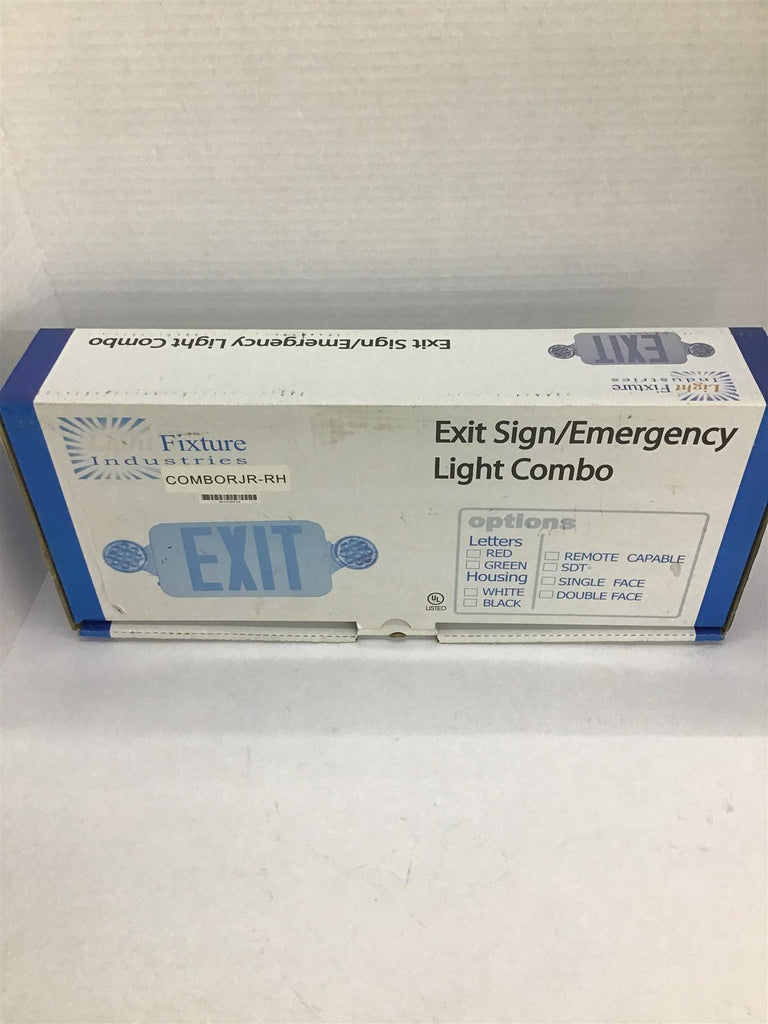 Exit Sign/Emergency Light Combo
EXIT
Light Fixture
Industries
Light Fixture
Industries
COMBORJR-RH
Exit Sign/Emergency
Light Combo
EXIT
options
Letters
RED
GREEN
Housing
WHITE
BLACK
REMOTE CAPABLE
SDT
SINGLE FACE
DOUBLE FACE
UL
LISTED